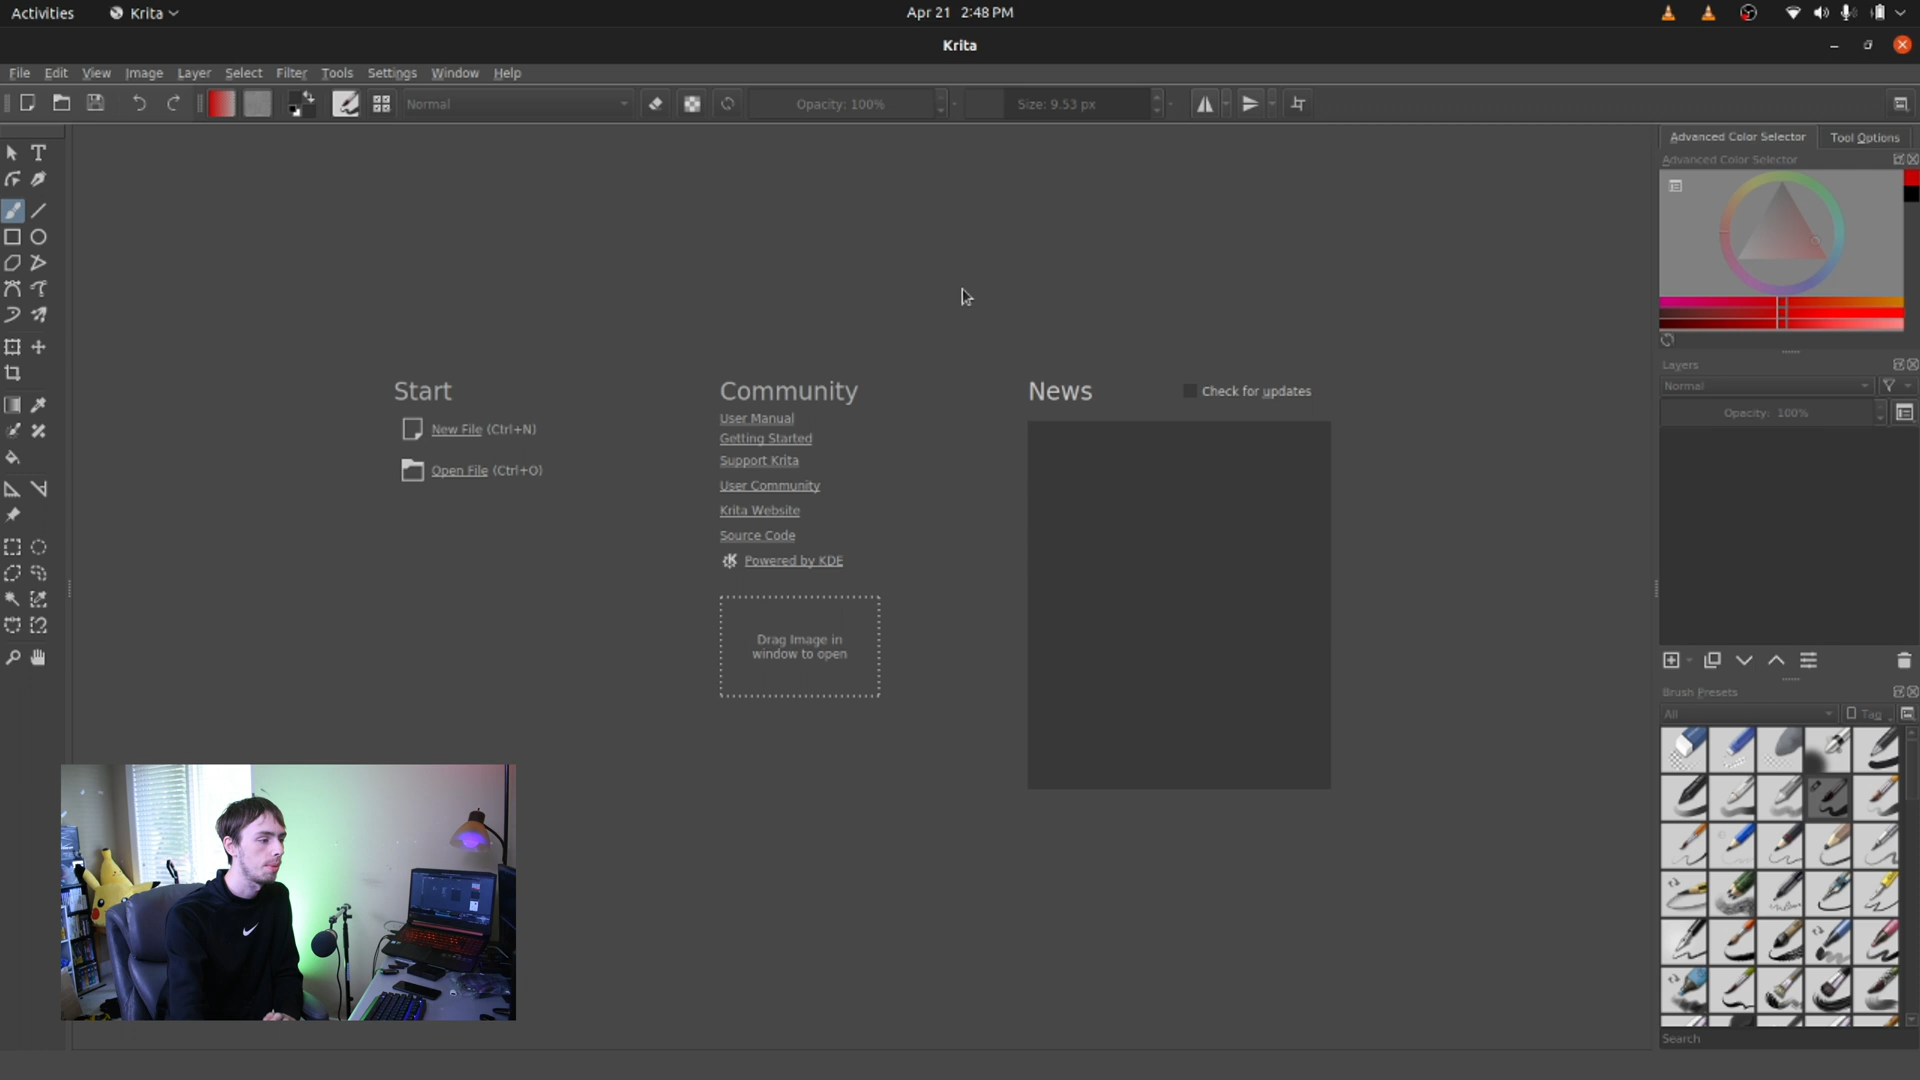 Activities
Krita
Apr 21 2:48 PM
Krita
File Edit View Image Layer Select Filter Tools Settings Window Help
Normal
Opacity: 100%
Size: 9.53 px
Advanced Color Selector
Tool Options
Advanced Color Selector
Start
New File (Ctrl+N)
Open File (Ctrl+O)
Community
User Manual
Getting Started
Support Krita
User Community
Krita Website
Source Code
Powered by KDE
Drag Image in
window to open
News
Check for updates
Layers
Normal
Opacity: 100%
Brush Presets
All
Tag
Search